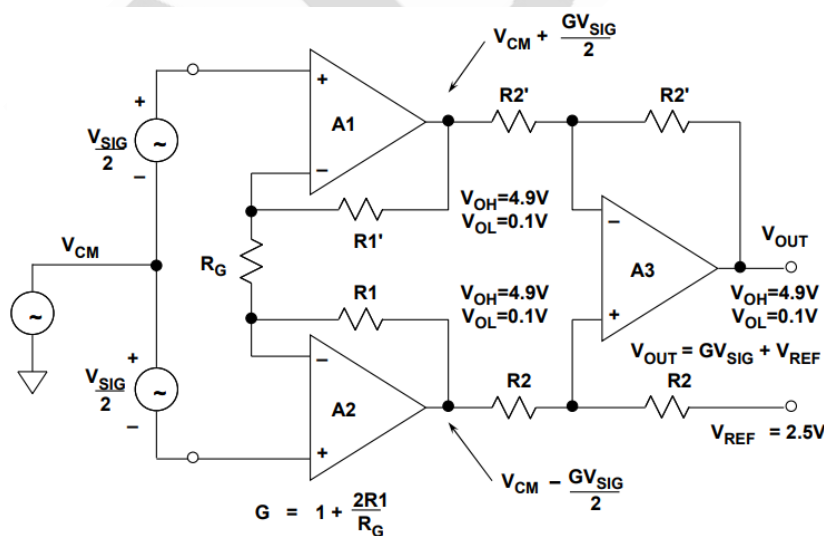 V_CM + GV_SIG
2
R2'
R2'
+
A1
–
+
V_SIG
2
~
–
V_OH=4.9V
V_OL=0.1V
R1'
V_CM
R_G
–
A3
+
V_OUT
~
R1
V_OH=4.9V
V_OL=0.1V
V_OH=4.9V
V_OL=0.1V
V_OUT = GV_SIG + V_REF
+
V_SIG
2
~
–
–
A2
+
R2
R2
V_REF = 2.5V
V_CM – GV_SIG
2
G = 1 + 2R1
R_G